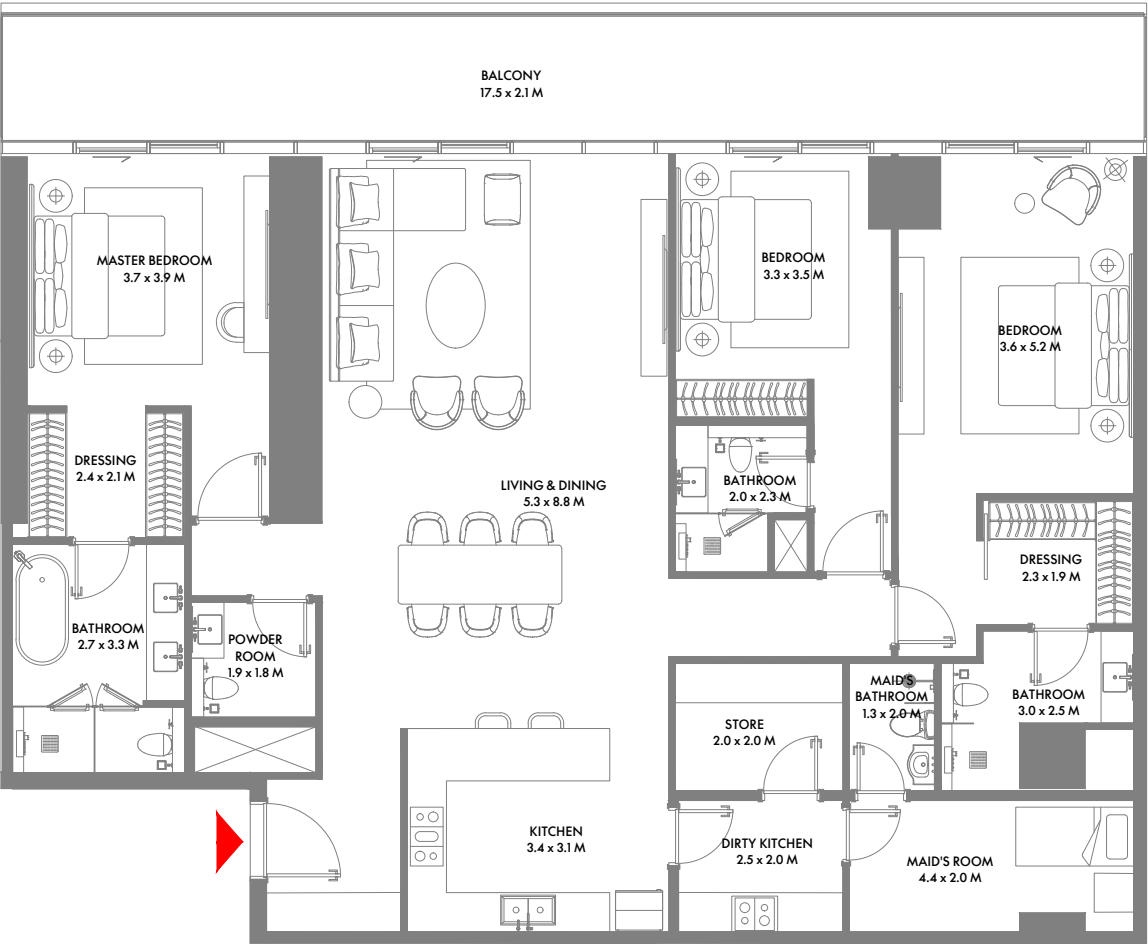 BALCONY
17.5 x 2.1 M
MASTER BEDROOM
3.7 x 3.9 M
BEDROOM
3.3 x 3.5 M
BEDROOM
3.6 x 5.2 M
DRESSING
2.4 x 2.1 M
LIVING & DINING
5.3 x 8.8 M
BATHROOM
2.0 x 2.3 M
DRESSING
2.3 x 1.9 M
BATHROOM
2.7 x 3.3 M
POWDER
ROOM
1.9 x 1.8 M
MAID'S
BATHROOM
1.3 x 2.0 M
BATHROOM
3.0 x 2.5 M
STORE
2.0 x 2.0 M
KITCHEN
3.4 x 3.1 M
DIRTY KITCHEN
2.5 x 2.0 M
MAID'S ROOM
4.4 x 2.0 M